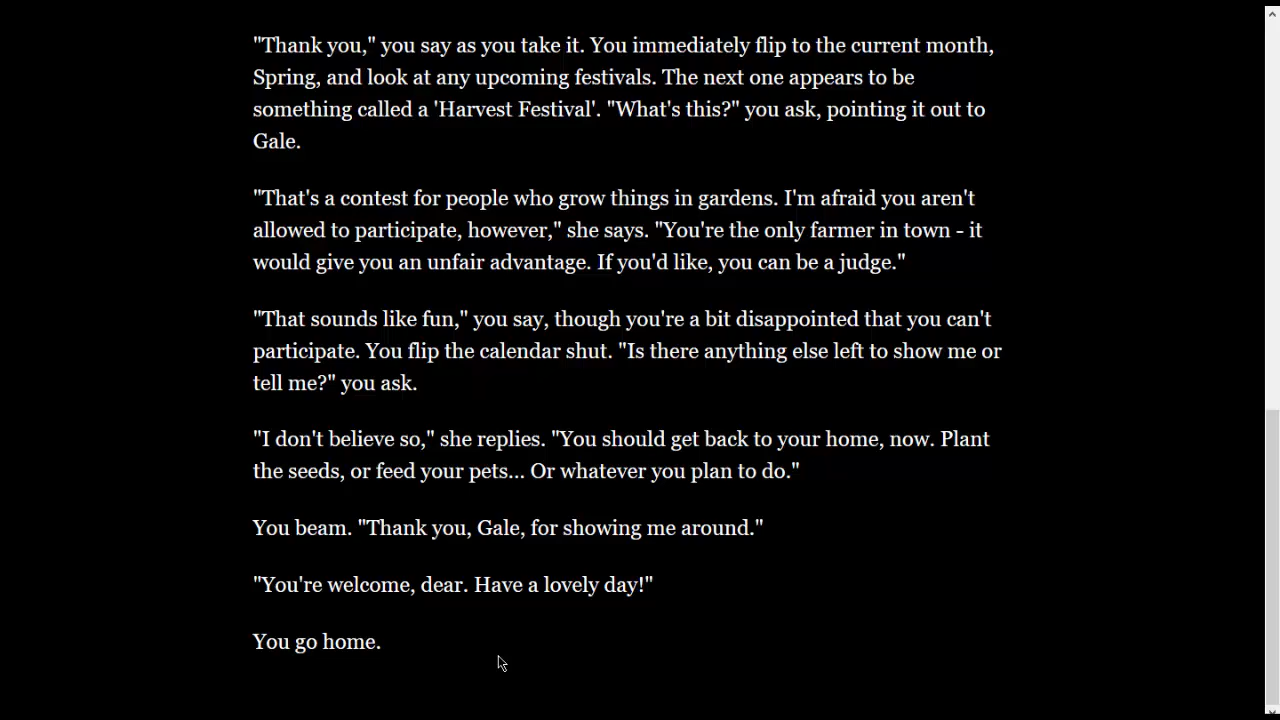 "Thank you," you say as you take it. You immediately flip to the current month,
Spring, and look at any upcoming festivals. The next one appears to be
something called a 'Harvest Festival'. "What's this?" you ask, pointing it out to
Gale.
"That's a contest for people who grow things in gardens. I'm afraid you aren't
allowed to participate, however," she says. "You're the only farmer in town - it
would give you an unfair advantage. If you'd like, you can be a judge."
"That sounds like fun," you say, though you're a bit disappointed that you can't
participate. You flip the calendar shut. "Is there anything else left to show me or
tell me?" you ask.
"I don't believe so," she replies. "You should get back to your home, now. Plant
the seeds, or feed your pets... Or whatever you plan to do."
You beam. "Thank you, Gale, for showing me around."
"You're welcome, dear. Have a lovely day!"
You go home.